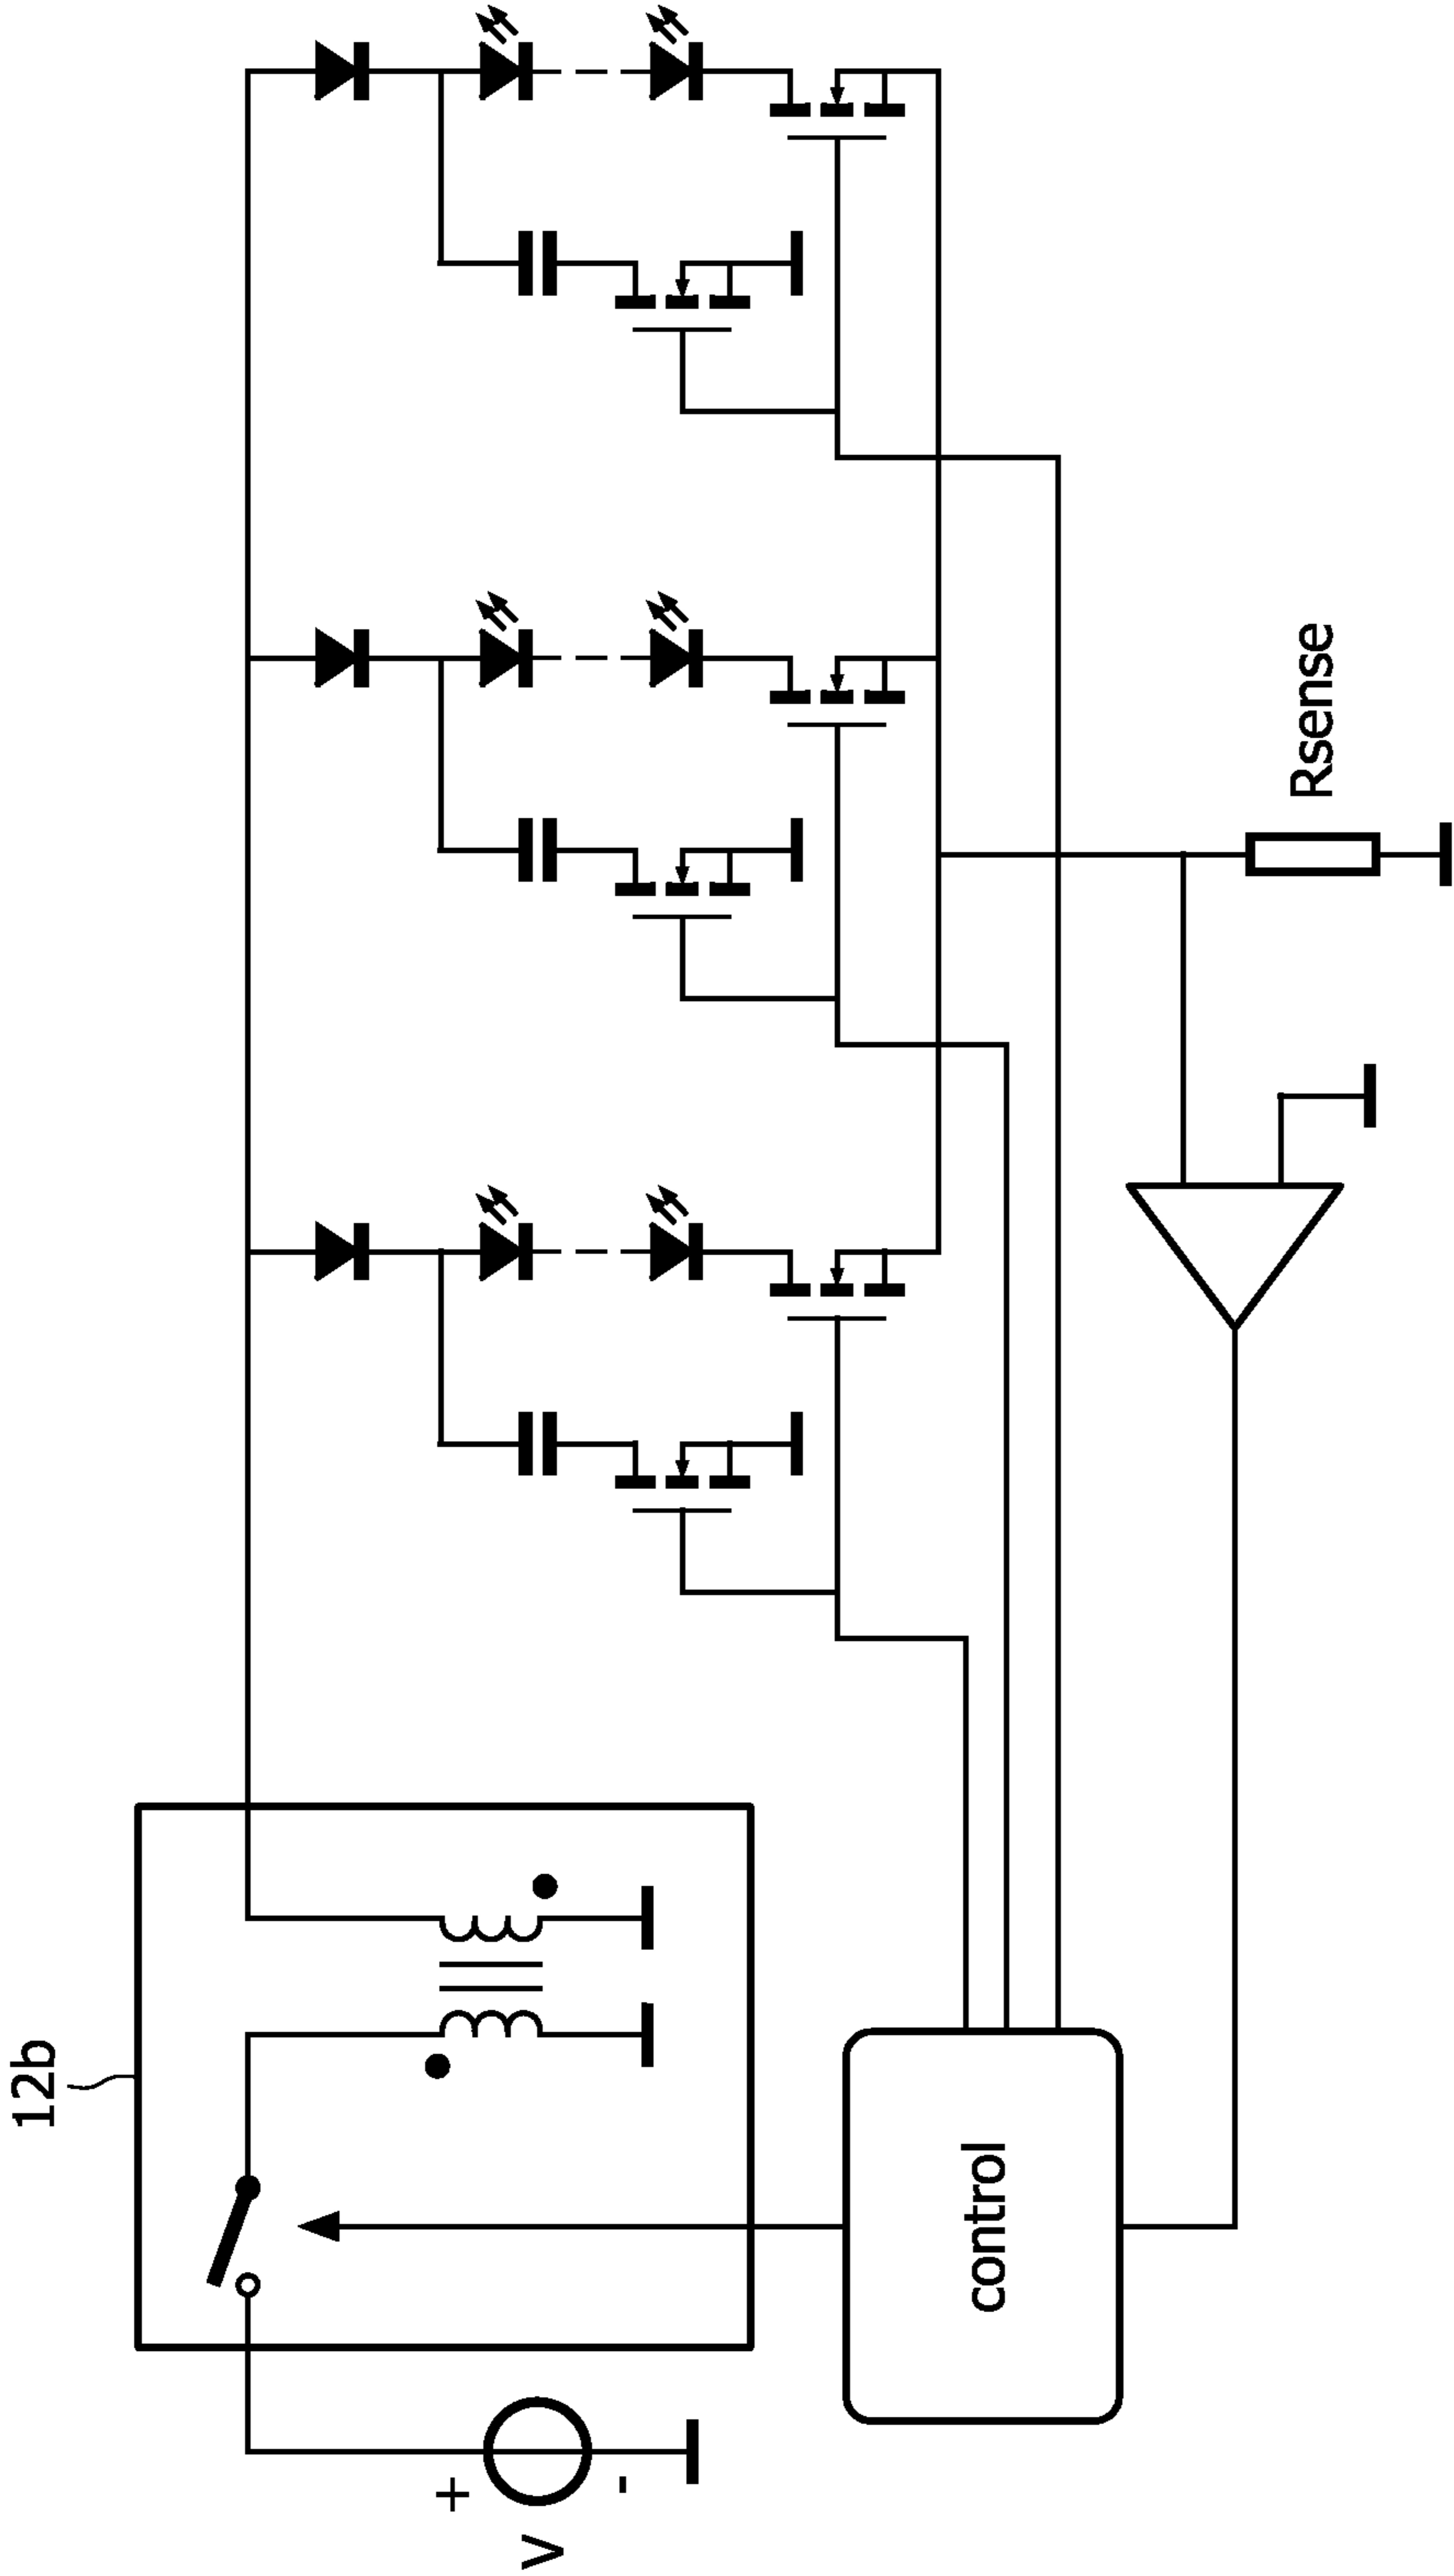 12b
+
V
-
control
Rsense